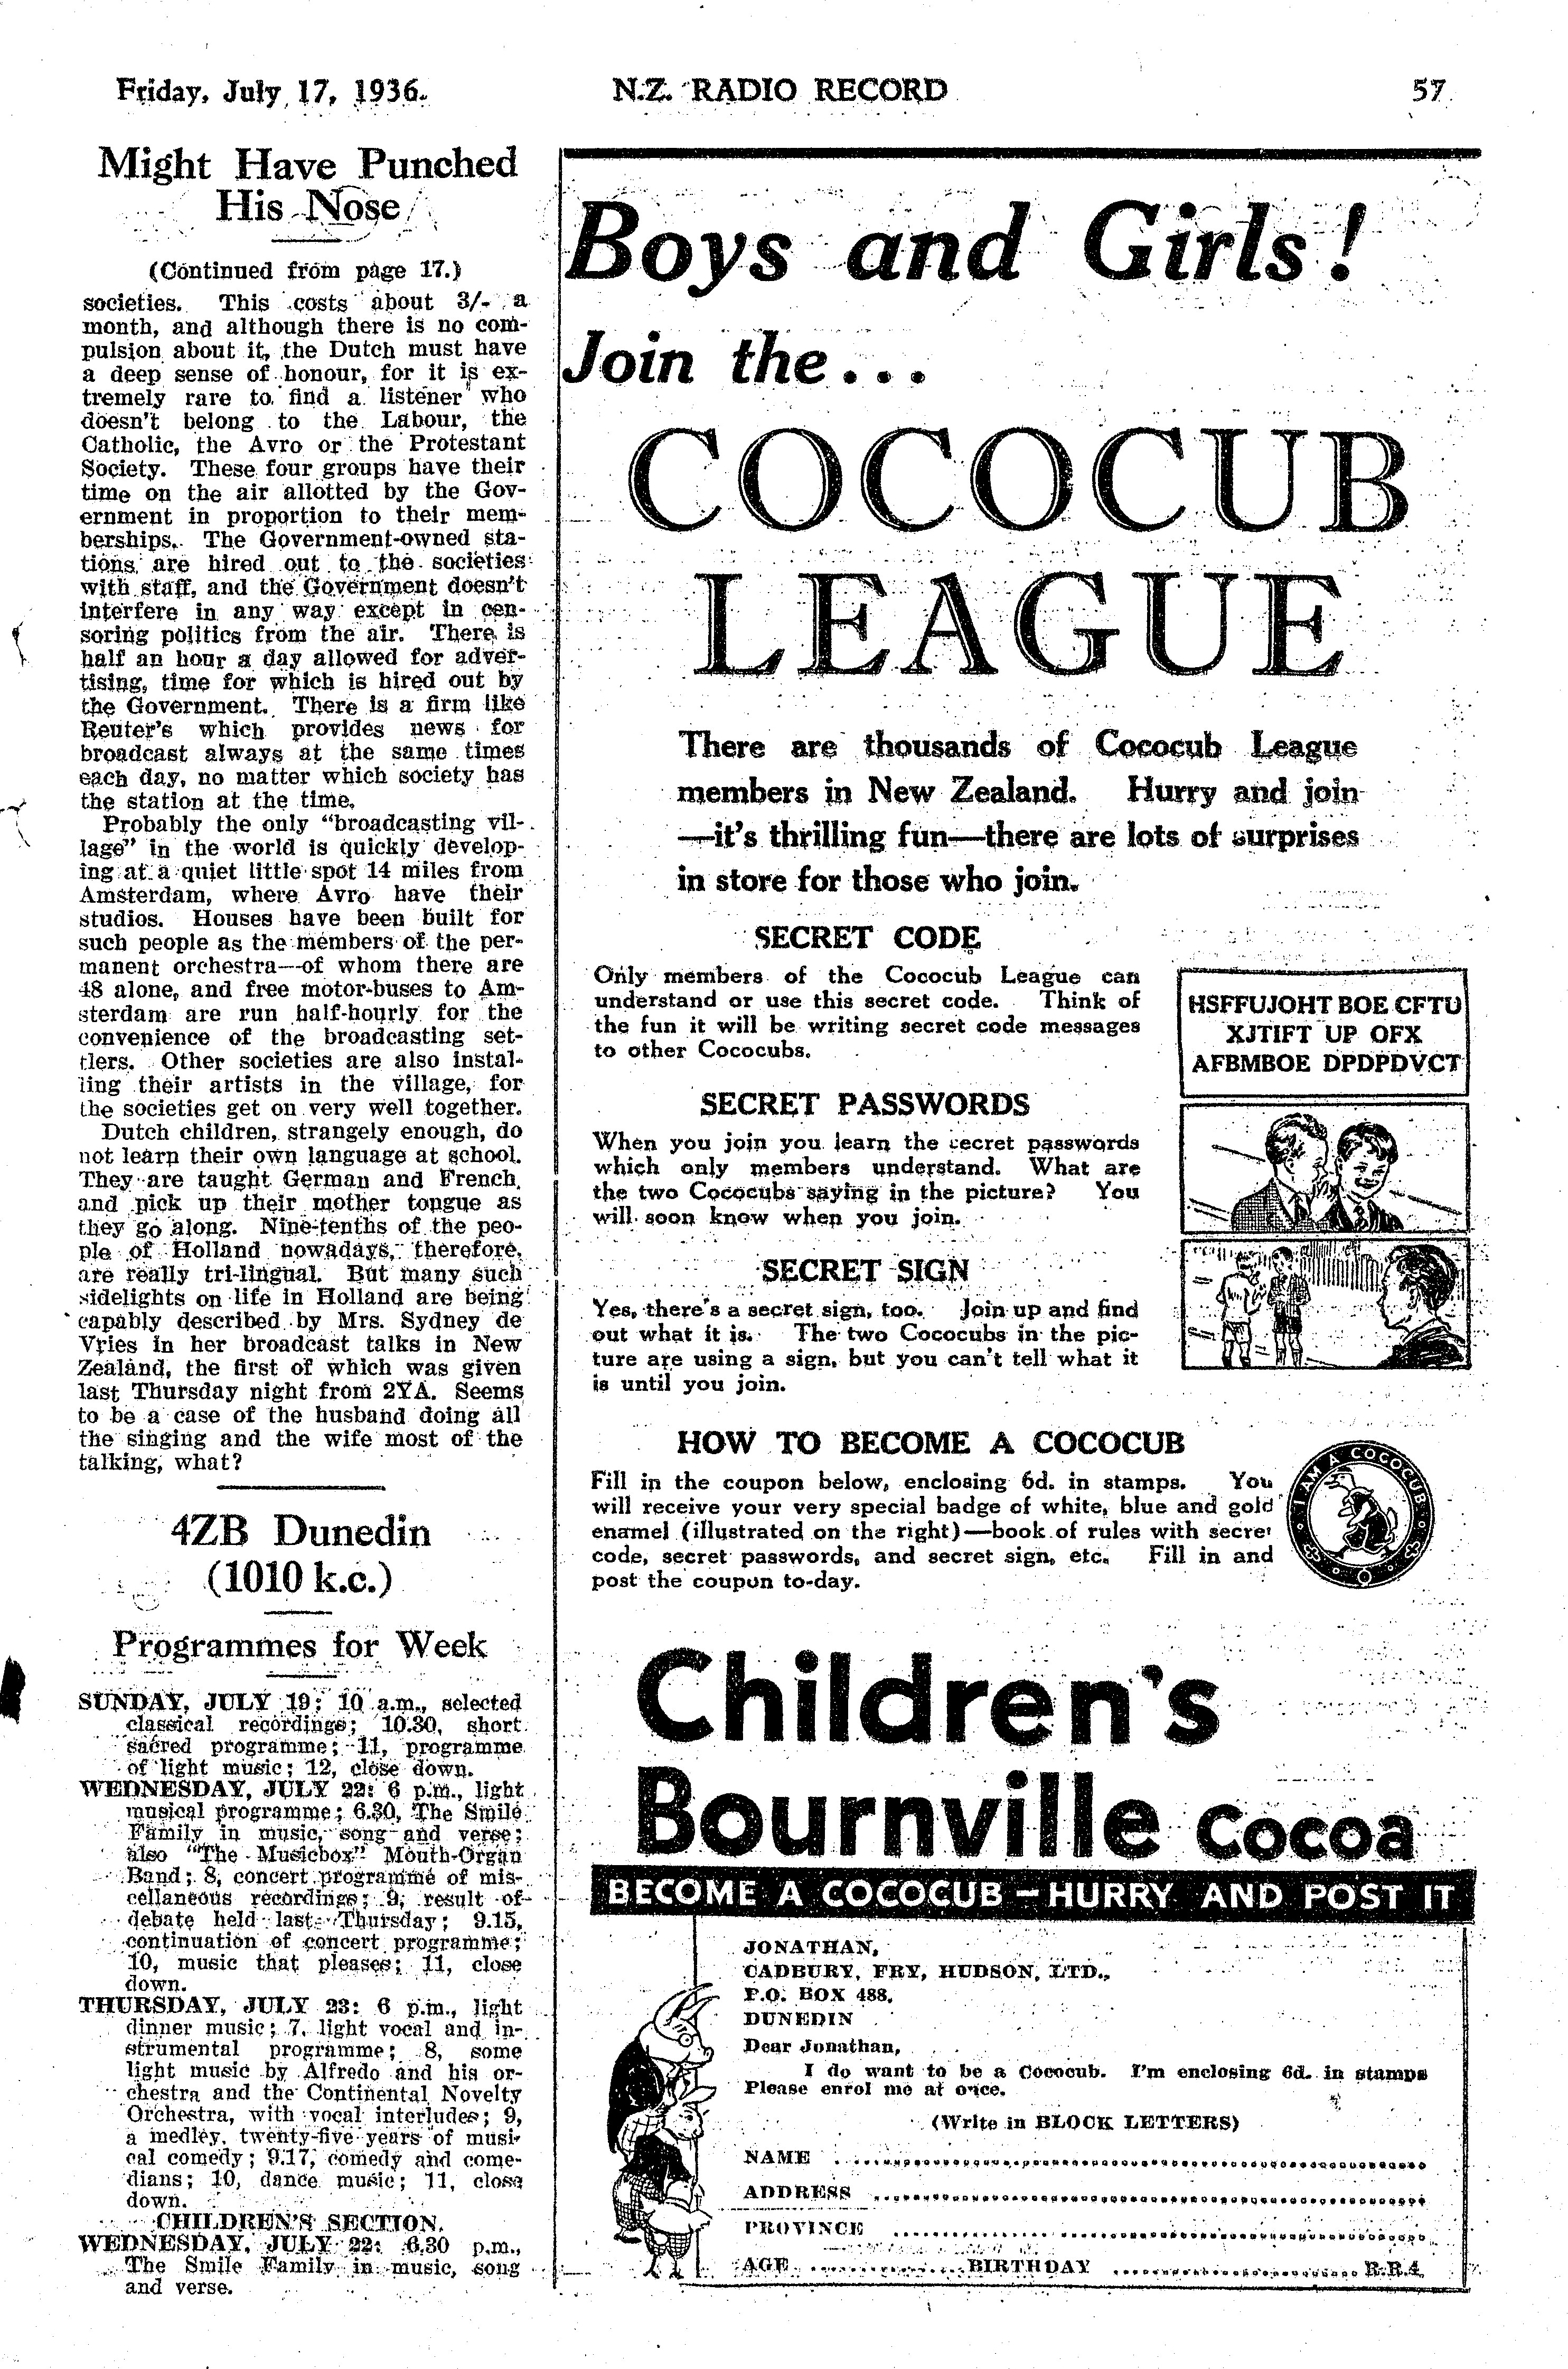 Friday, July 17, 1936.
N.Z. RADIO RECORD
57
Might Have Punched
His Nose
(Continued from page 17.)
societies. This costs about 3/- a
month, and although there is no com-
pulsion about it, the Dutch must have
a deep sense of honour, for it is ex-
tremely rare to find a listener who
doesn't belong to the Labour, the
Catholic, the Avro or the Protestant
Society. These four groups have their
time on the air allotted by the Gov-
ernment in proportion to their mem-
berships. The Government-owned sta-
tions are hired out to the societies
with staff, and the Government doesn't
interfere in any way except in cen-
soring politics from the air. There is
half an hour a day allowed for adver-
tising, time for which is hired out by
the Government. There is a firm like
Reuter's which provides news for
broadcast always at the same times
each day, no matter which society has
the station at the time.
Probably the only "broadcasting vil-
lage" in the world is quickly develop-
ing at a quiet little spot 14 miles from
Amsterdam, where Avro have their
studios. Houses have been built for
such people as the members of the per-
manent orchestra—of whom there are
48 alone, and free motor-buses to Am-
sterdam are run half-hourly for the
convenience of the broadcasting set-
tlers. Other societies are also instal-
ling their artists in the village, for
the societies get on very well together.
Dutch children, strangely enough, do
not learn their own language at school.
They are taught German and French,
and pick up their mother tongue as
they go along. Nine-tenths of the peo-
ple of Holland nowadays, therefore,
are really tri-lingual. But many such
sidelights on life in Holland are being
capably described by Mrs. Sydney de
Vries in her broadcast talks in New
Zealand, the first of which was given
last Thursday night from 2YA. Seems
to be a case of the husband doing all
the singing and the wife most of the
talking, what?
4ZB Dunedin
(1010 k.c.)
Programmes for Week
SUNDAY, JULY 19: 10 a.m., selected
classical recordings; 10.30, short
sacred programme; 11, programme
of light music; 12, close down.
WEDNESDAY, JULY 22: 6 p.m., light
musical programme; 6.30, The Smile
Family in music, song and verse;
also "The Musicbox" Mouth-Organ
Band; 8, concert programme of mis-
cellaneous recordings; 9, result of
debate held last Thursday; 9.15,
continuation of concert programme;
10, music that pleases; 11, close
down.
THURSDAY, JULY 23: 6 p.m., light
dinner music; 7, light vocal and in-
strumental programme; 8, some
light music by Alfredo and his or-
chestra and the Continental Novelty
Orchestra, with vocal interludes; 9,
a medley, twenty-five years of musi-
cal comedy; 9.17, comedy and come-
dians; 10, dance music; 11, close
down.
CHILDREN'S SECTION.
WEDNESDAY, JULY 22: 6.30 p.m.,
The Smile Family in music, song
and verse.
Boys and Girls!
Join the...
COCOCUB
LEAGUE
There are thousands of Cococub League
members in New Zealand. Hurry and join
—it's thrilling fun—there are lots of surprises
in store for those who join.
SECRET CODE
Only members of the Cococub League can
understand or use this secret code. Think of
the fun it will be writing secret code messages
to other Cococubs.
HSFFUJOHT BOE CFTU
XJTIFT UP OFX
AFBMBOE DPDPDVCT
SECRET PASSWORDS
When you join you learn the secret passwords
which only members understand. What are
the two Cococubs saying in the picture? You
will soon know when you join.
SECRET SIGN
Yes, there's a secret sign, too. Join up and find
out what it is. The two Cococubs in the pic-
ture are using a sign, but you can't tell what it
is until you join.
HOW TO BECOME A COCOCUB
Fill in the coupon below, enclosing 6d. in stamps. You
will receive your very special badge of white, blue and gold
enamel (illustrated on the right)—book of rules with secret
code, secret passwords, and secret sign, etc. Fill in and
post the coupon to-day.
I AM A COCOCUB
Children's
Bournville cocoa
BECOME A COCOCUB — HURRY AND POST IT
JONATHAN,
CADBURY, FRY, HUDSON, LTD.,
P.O. BOX 488,
DUNEDIN
Dear Jonathan,
I do want to be a Cococub. I'm enclosing 6d. in stamps
Please enrol me at once.
(Write in BLOCK LETTERS)
NAME
ADDRESS
PROVINCE
AGE BIRTHDAY R.R.4